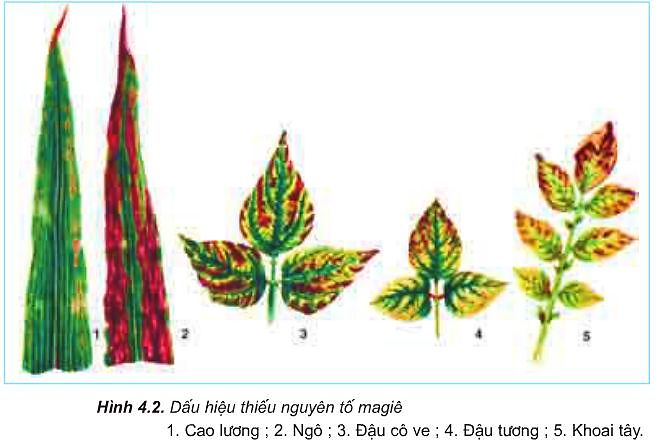 1 2 3 4 5
Hình 4.2. Dấu hiệu thiếu nguyên tố magiê
1. Cao lương ; 2. Ngô ; 3. Đậu cô ve ; 4. Đậu tương ; 5. Khoai tây.